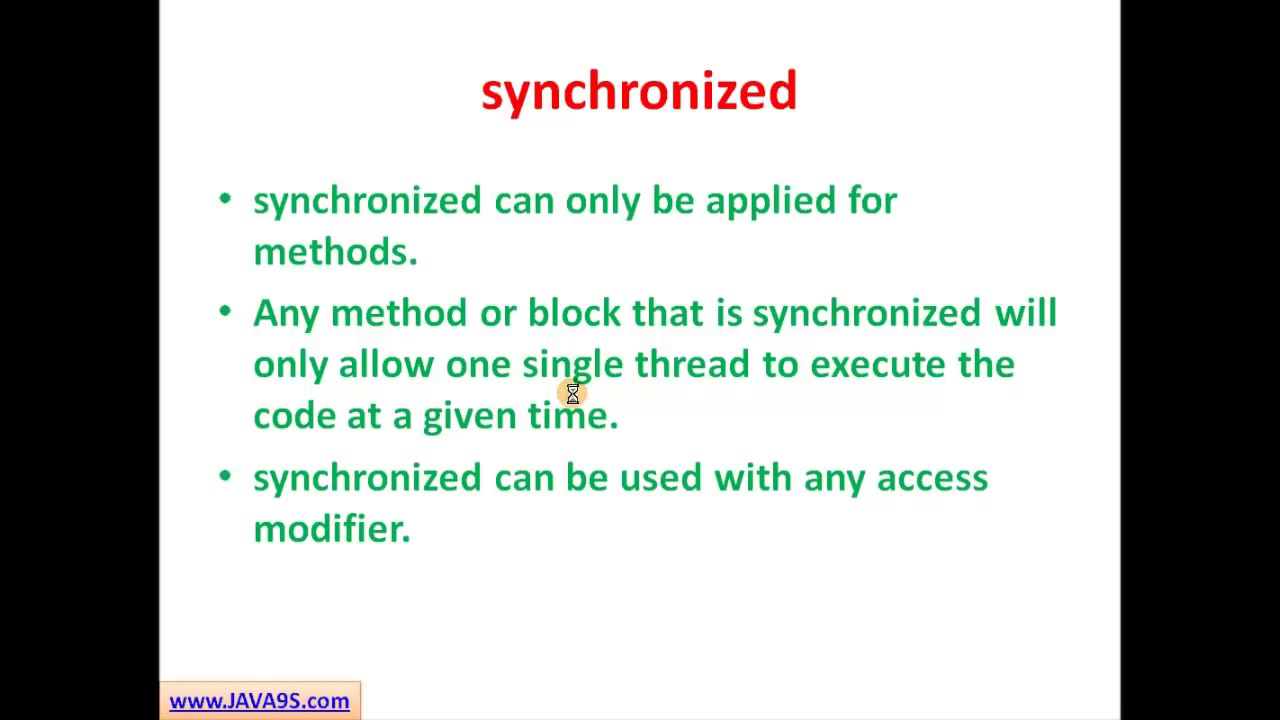 synchronized
• synchronized can only be applied for
methods.
• Any method or block that is synchronized will
only allow one single thread to execute the
code at a given time.
• synchronized can be used with any access
modifier.
www.JAVA9S.com